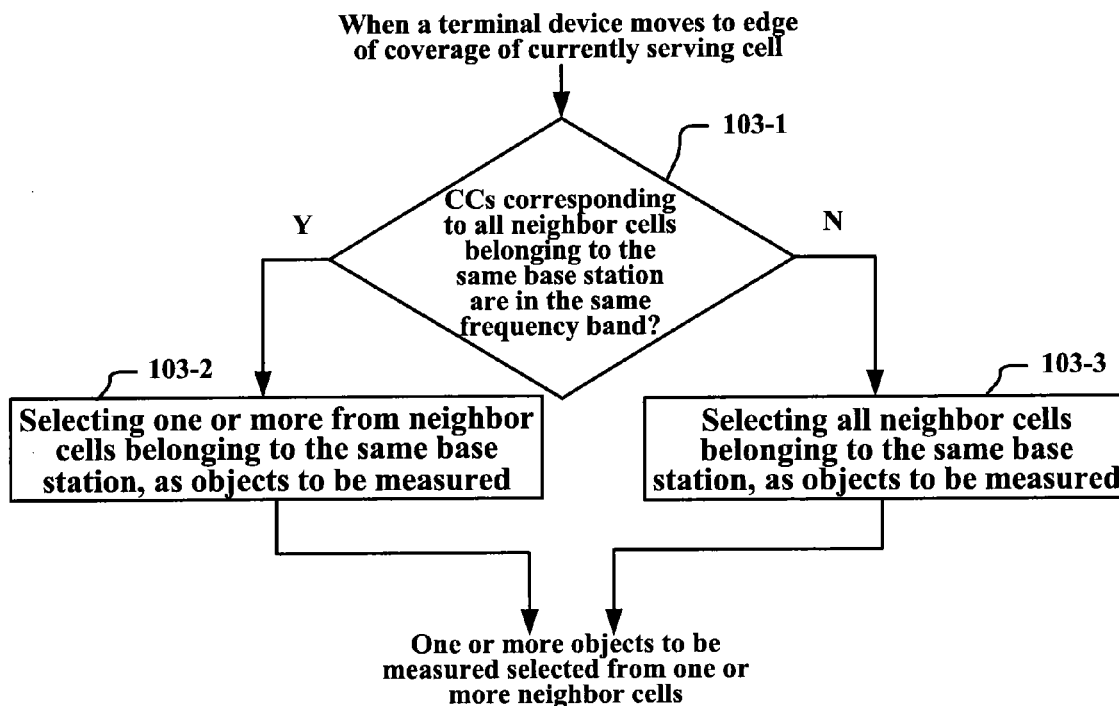 When a terminal device moves to edge
of coverage of currently serving cell
103-1
CCs corresponding
to all neighbor cells
belonging to the
same base station
are in the same
frequency band?
Y
N
103-2
Selecting one or more from neighbor
cells belonging to the same base
station, as objects to be measured
103-3
Selecting all neighbor cells
belonging to the same base
station, as objects to be measured
One or more objects to be
measured selected from one or
more neighbor cells